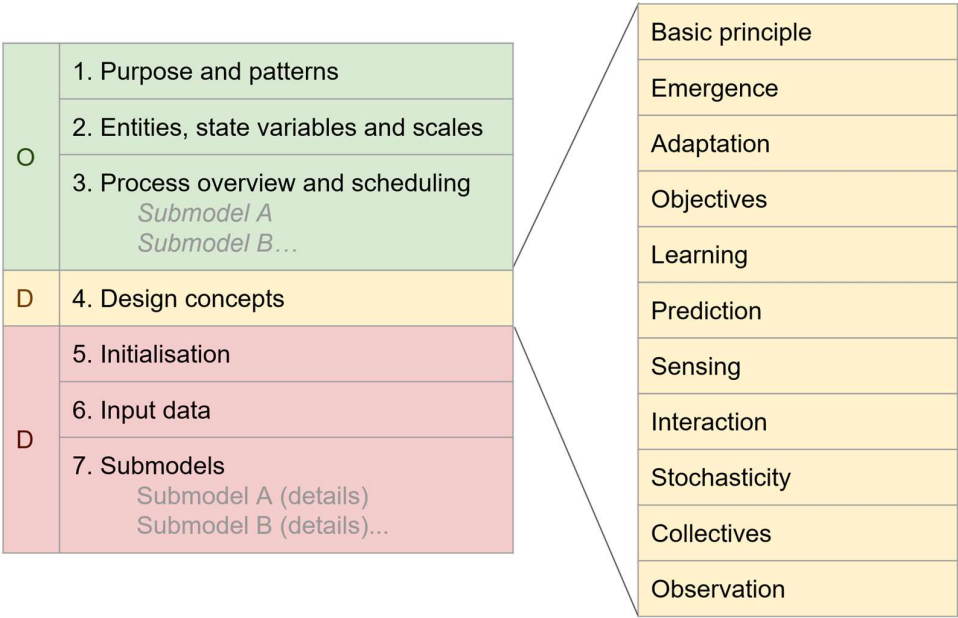 O
1. Purpose and patterns
2. Entities, state variables and scales
3. Process overview and scheduling
Submodel A
Submodel B...
D
4. Design concepts
D
5. Initialisation
6. Input data
7. Submodels
Submodel A (details)
Submodel B (details)...
Basic principle
Emergence
Adaptation
Objectives
Learning
Prediction
Sensing
Interaction
Stochasticity
Collectives
Observation